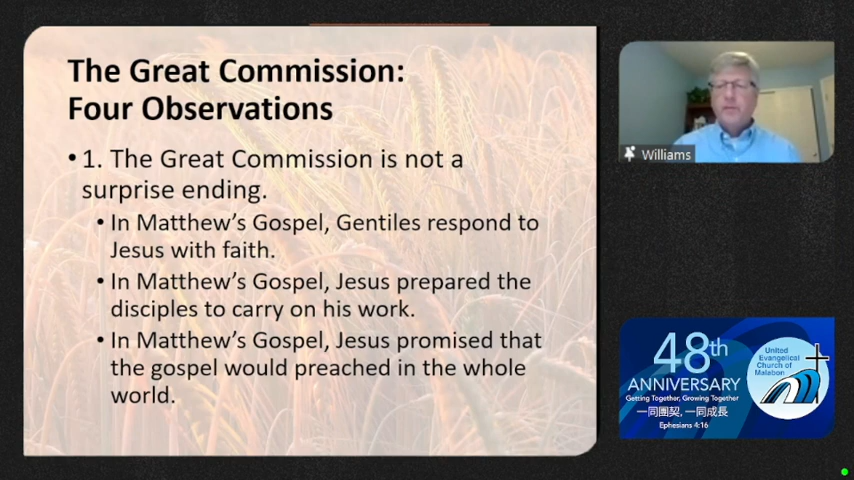 The Great Commission:
Four Observations
• 1. The Great Commission is not a
surprise ending.
• In Matthew's Gospel, Gentiles respond to
Jesus with faith.
• In Matthew's Gospel, Jesus prepared the
disciples to carry on his work.
• In Matthew's Gospel, Jesus promised that
the gospel would preached in the whole
world.
Williams
48th
ANNIVERSARY
Getting Together, Growing Together
一同團契, 一同成長
Ephesians 4:16
United
Evangelical
Church of
Malabon